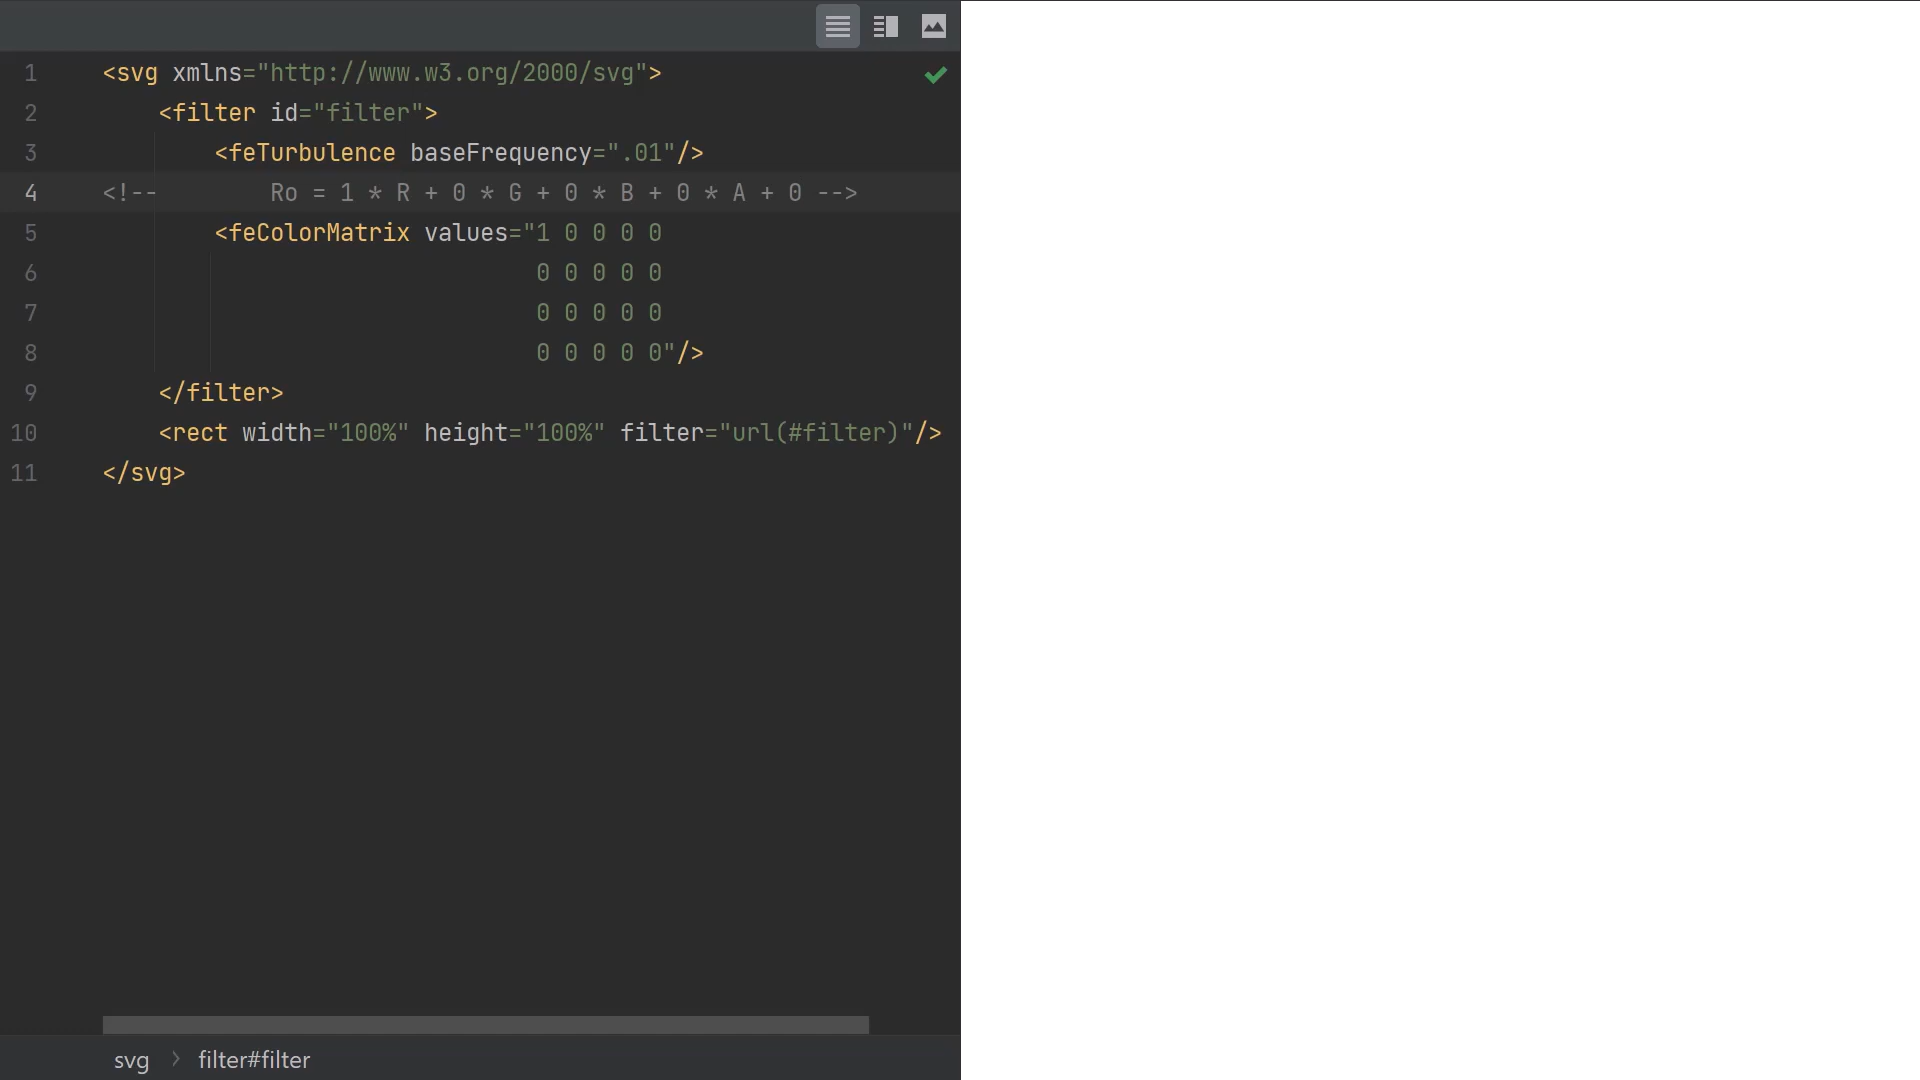 1 <svg xmlns="http://www.w3.org/2000/svg">
2 <filter id="filter">
3 <feTurbulence baseFrequency=".01"/>
4 <!-- Ro = 1 * R + 0 * G + 0 * B + 0 * A + 0 -->
5 <feColorMatrix values="1 0 0 0 0
6 0 0 0 0 0
7 0 0 0 0 0
8 0 0 0 0 0"/>
9 </filter>
10 <rect width="100%" height="100%" filter="url(#filter)"/>
11 </svg>
svg > filter#filter